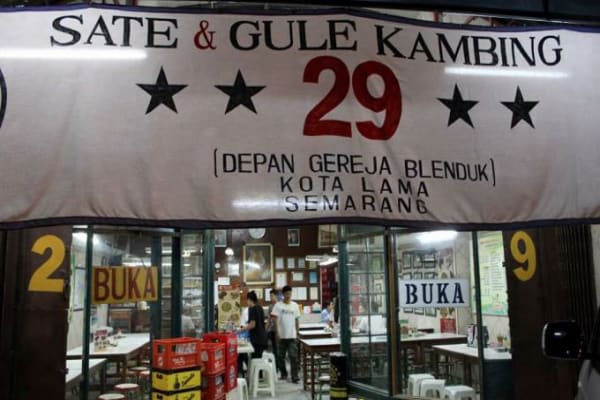 SATE & GULE KAMBING
29
(DEPAN GEREJA BLENDUK)
KOTA LAMA
SEMARANG
2 9
BUKA BUKA